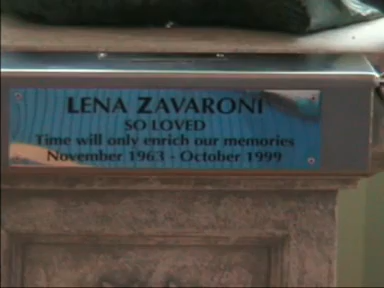 LENA ZAVARONI
SO LOVED
Time will only enrich our memories
November 1963 - October 1999